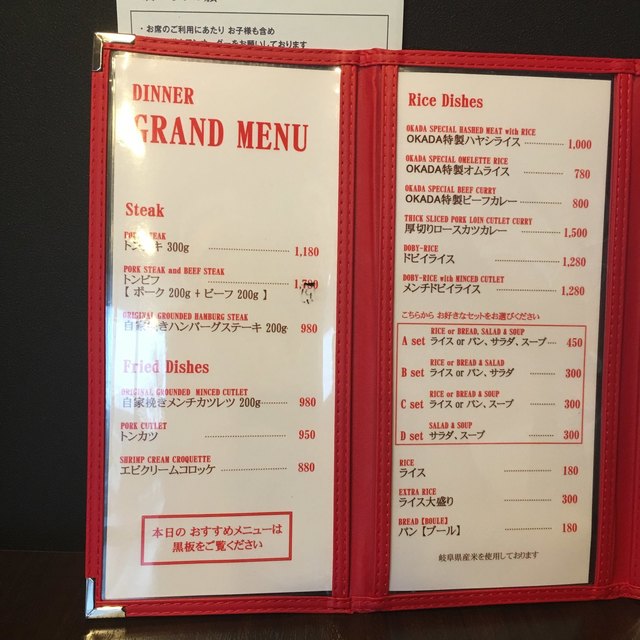 ・お席のご利用にあたり お子様も含め
DINNER
GRAND MENU
Steak
PORK STEAK
300g 1,180
PORK STEAK and BEEF STEAK
トンビフ
【 ポーク 200g + ビーフ 200g 】
ORIGINAL GROUNDED HAMBURG STEAK
自家挽きハンバーグステーキ 200g 980
Fried Dishes
ORIGINAL GROUNDED MINCED CUTLET
自家挽きメンチカツレツ 200g 980
PORK CUTLET
トンカツ 950
SHRIMP CREAM CROQUETTE
エビクリームコロッケ 880
本日の おすすめメニューは
黒板をご覧ください
Rice Dishes
OKADA SPECIAL HASHED MEAT with RICE
OKADA特製ハヤシライス 1,000
OKADA SPECIAL OMELETTE RICE
OKADA特製オムライス 780
OKADA SPECIAL BEEF CURRY
OKADA特製ビーフカレー 800
THICK SLICED PORK LOIN CUTLET CURRY
厚切りロースカツカレー 1,500
DOBY-RICE
ドビイライス 1,280
DOBY-RICE with MINCED CUTLET
メンチドビイライス 1,280
こちらから お好きなセットをお選びください
RICE or BREAD, SALAD & SOUP
A set ライス or パン、サラダ、スープ 450
RICE or BREAD & SALAD
B set ライス or パン、サラダ 300
RICE or BREAD & SOUP
C set ライス or パン、スープ 300
SALAD & SOUP
D set サラダ、スープ 300
RICE
ライス 180
EXTRA RICE
ライス大盛り 300
BREAD【BOULE】
パン【ブール】 180
岐阜県産米を使用しております